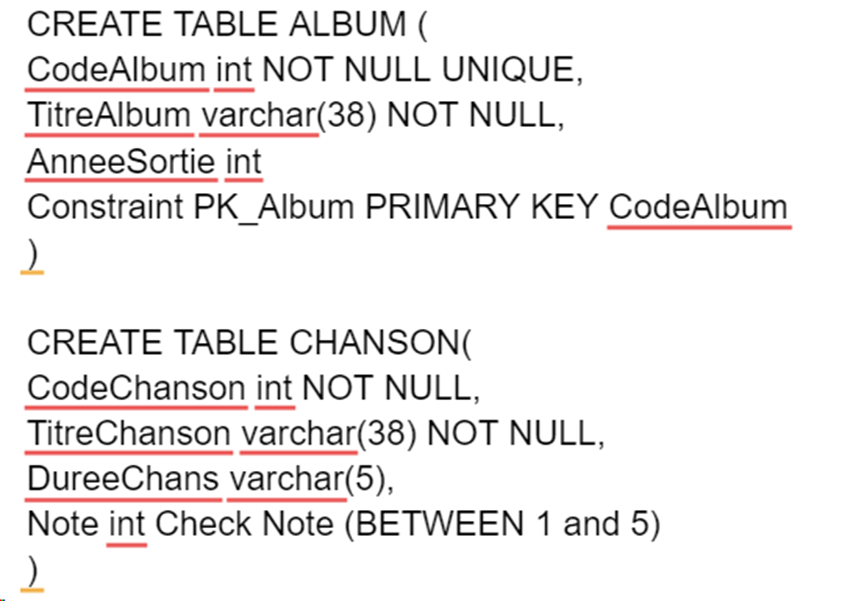 CREATE TABLE ALBUM (
CodeAlbum int NOT NULL UNIQUE,
TitreAlbum varchar(38) NOT NULL,
AnneeSortie int
Constraint PK_Album PRIMARY KEY CodeAlbum
)
CREATE TABLE CHANSON(
CodeChanson int NOT NULL,
TitreChanson varchar(38) NOT NULL,
DureeChans varchar(5),
Note int Check Note (BETWEEN 1 and 5)
)